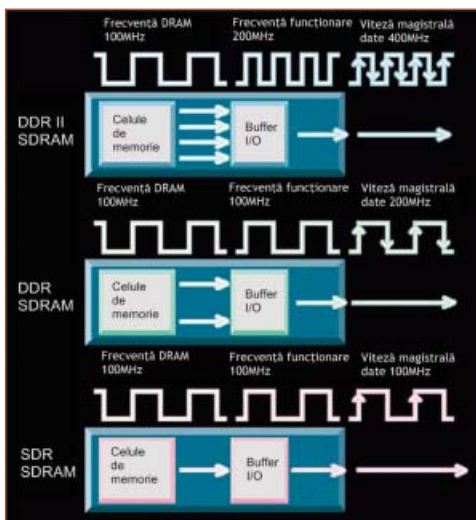 Frecvență DRAM
100MHz
Frecvență funcționare
200MHz
Viteză magistrală
date 400MHz
DDR II
SDRAM
Celule
de
memorie
Buffer
I/O
Frecvență DRAM
100MHz
Frecvență funcționare
100MHz
Viteză magistrală
date 200MHz
DDR
SDRAM
Celule
de
memorie
Buffer
I/O
Frecvență DRAM
100MHz
Frecvență funcționare
100MHz
Viteză magistrală
date 100MHz
SDR
SDRAM
Celule
de
memorie
Buffer
I/O